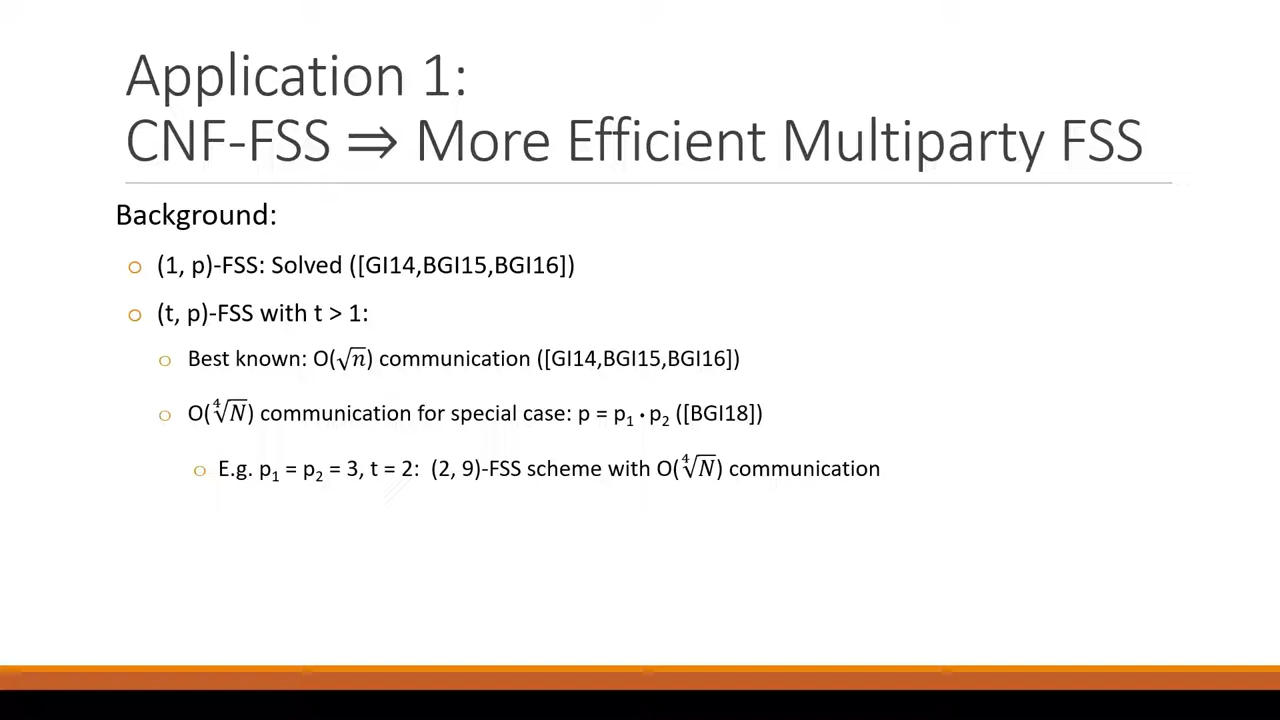 Application 1:
CNF-FSS ⇒ More Efficient Multiparty FSS
Background:
o (1, p)-FSS: Solved ([GI14,BGI15,BGI16])
o (t, p)-FSS with t > 1:
o Best known: O(√n) communication ([GI14,BGI15,BGI16])
o O(∜N) communication for special case: p = p₁ · p₂ ([BGI18])
o E.g. p₁ = p₂ = 3, t = 2: (2, 9)-FSS scheme with O(∜N) communication